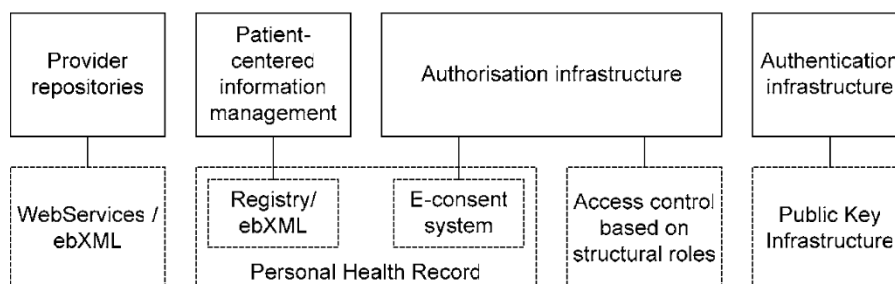 Provider
repositories
Patient-
centered
information
management
Authorisation infrastructure
Authentication
infrastructure
WebServices /
ebXML
Registry/
ebXML
E-consent
system
Personal Health Record
Access control
based on
structural roles
Public Key
Infrastructure